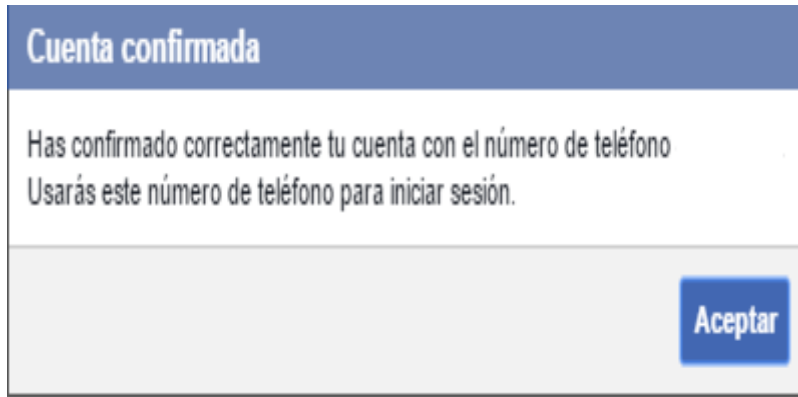 Cuenta confirmada
Has confirmado correctamente tu cuenta con el número de teléfono
Usarás este número de teléfono para iniciar sesión.
Aceptar